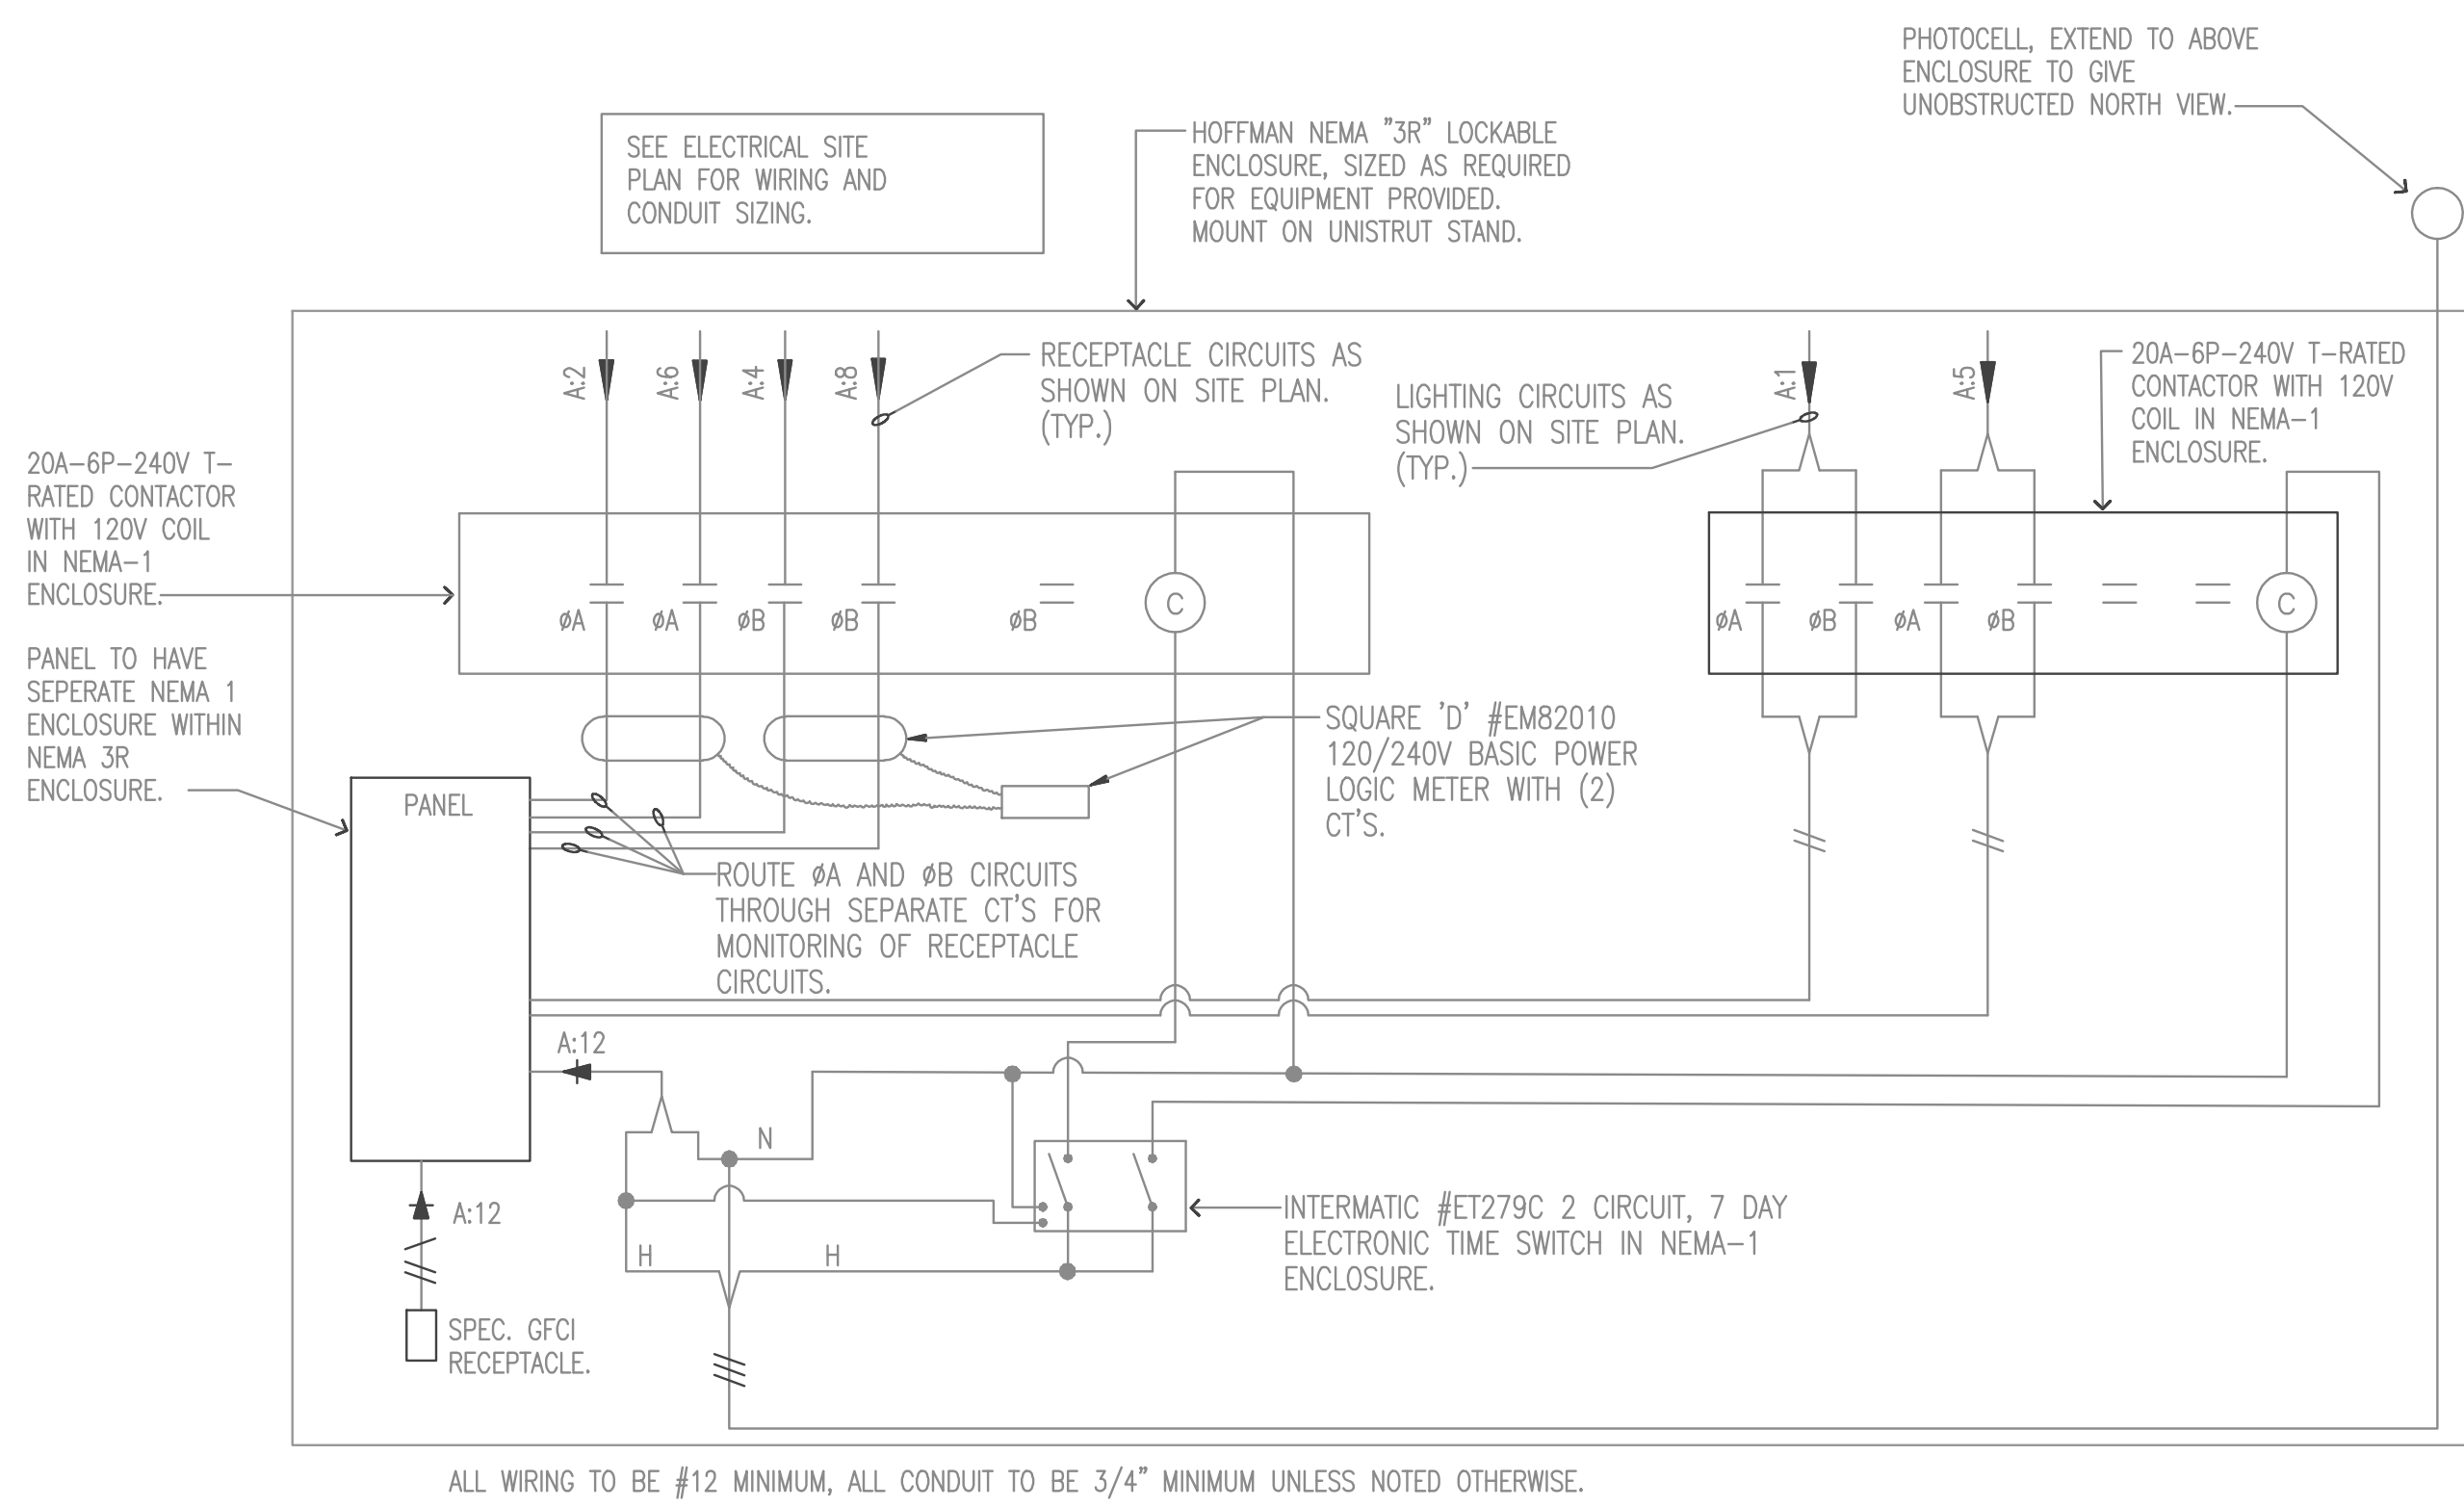 PHOTOCELL, EXTEND TO ABOVE
ENCLOSURE TO GIVE
UNOBSTRUCTED NORTH VIEW.
SEE ELECTRICAL SITE
PLAN FOR WIRING AND
CONDUIT SIZING.
HOFFMAN NEMA "3R" LOCKABLE
ENCLOSURE, SIZED AS REQUIRED
FOR EQUIPMENT PROVIDED.
MOUNT ON UNISTRUT STAND.
A:2
A:6
A:4
A:8
RECEPTACLE CIRCUITS AS
SHOWN ON SITE PLAN.
(TYP.)
LIGHTING CIRCUITS AS
SHOWN ON SITE PLAN.
(TYP.)
A:1
A:5
20A-6P-240V T-RATED
CONTACTOR WITH 120V
COIL IN NEMA-1
ENCLOSURE.
20A-6P-240V T-
RATED CONTACTOR
WITH 120V COIL
IN NEMA-1
ENCLOSURE.
øA
øA
øB
øB
øB
C
øA
øB
øA
øB
C
PANEL TO HAVE
SEPERATE NEMA 1
ENCLOSURE WITHIN
NEMA 3R
ENCLOSURE.
PANEL
SQUARE 'D' #EM82010
120/240V BASIC POWER
LOGIC METER WITH (2)
CT'S.
ROUTE øA AND øB CIRCUITS
THROUGH SEPARATE CT'S FOR
MONITORING OF RECEPTACLE
CIRCUITS.
A:12
N
A:12
H
H
INTERMATIC #ET279C 2 CIRCUIT, 7 DAY
ELECTRONIC TIME SWITCH IN NEMA-1
ENCLOSURE.
SPEC. GFCI
RECEPTACLE.
ALL WIRING TO BE #12 MINIMUM, ALL CONDUIT TO BE 3/4" MINIMUM UNLESS NOTED OTHERWISE.